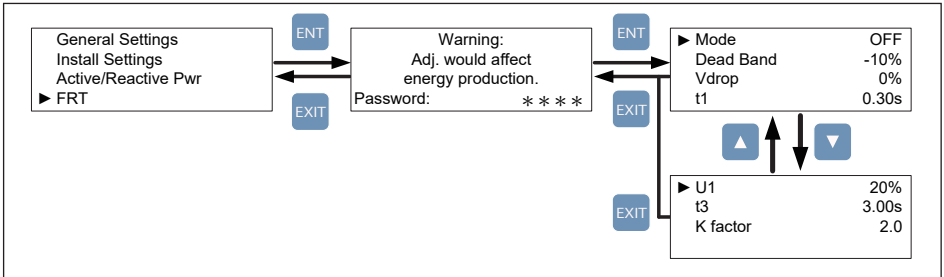 General Settings
Install Settings
Active/Reactive Pwr
► FRT
ENT
EXIT
Warning:
Adj. would affect
energy production.
Password: ****
ENT
EXIT
► Mode OFF
Dead Band -10%
Vdrop 0%
t1 0.30s
▲ ▼
EXIT
► U1 20%
t3 3.00s
K factor 2.0